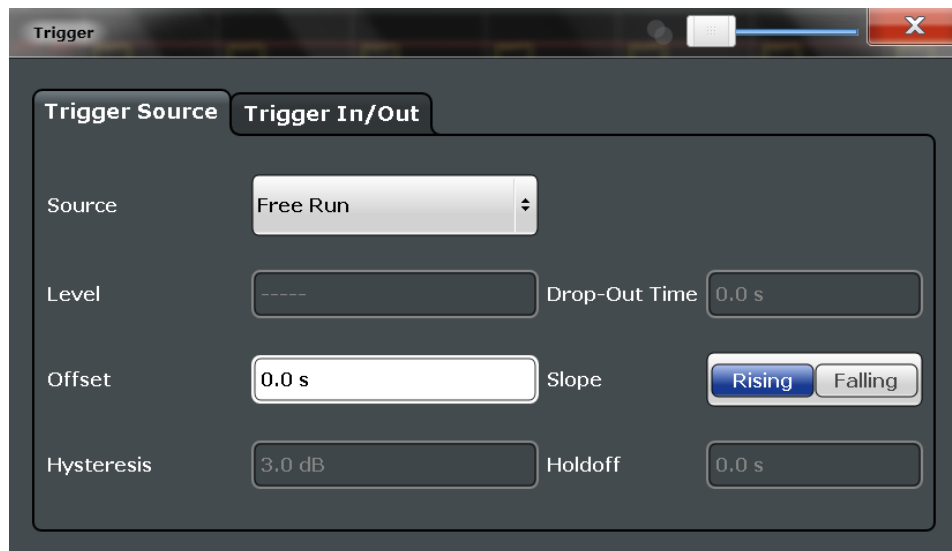 Trigger
X
Trigger Source Trigger In/Out
Source Free Run
Level ----- Drop-Out Time 0.0 s
Offset 0.0 s Slope Rising Falling
Hysteresis 3.0 dB Holdoff 0.0 s